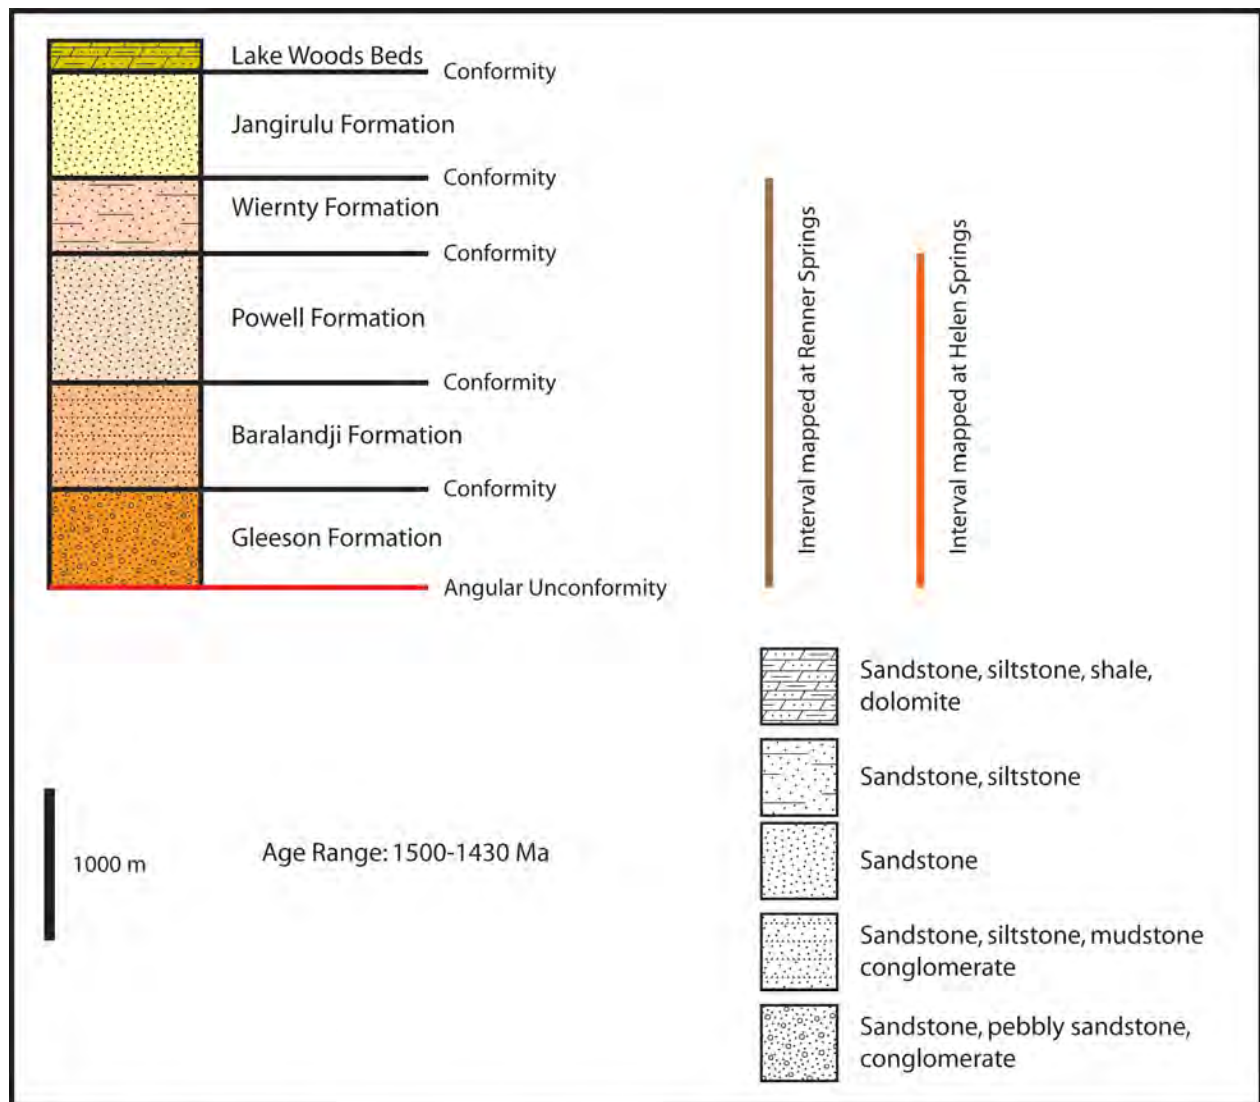 Lake Woods Beds
Conformity
Jangirulu Formation
Conformity
Wiernty Formation
Conformity
Powell Formation
Conformity
Baralandji Formation
Conformity
Gleeson Formation
Angular Unconformity
Interval mapped at Renner Springs
Interval mapped at Helen Springs
Sandstone, siltstone, shale,
dolomite
Sandstone, siltstone
Sandstone
Sandstone, siltstone, mudstone
conglomerate
Sandstone, pebbly sandstone,
conglomerate
1000 m
Age Range: 1500-1430 Ma